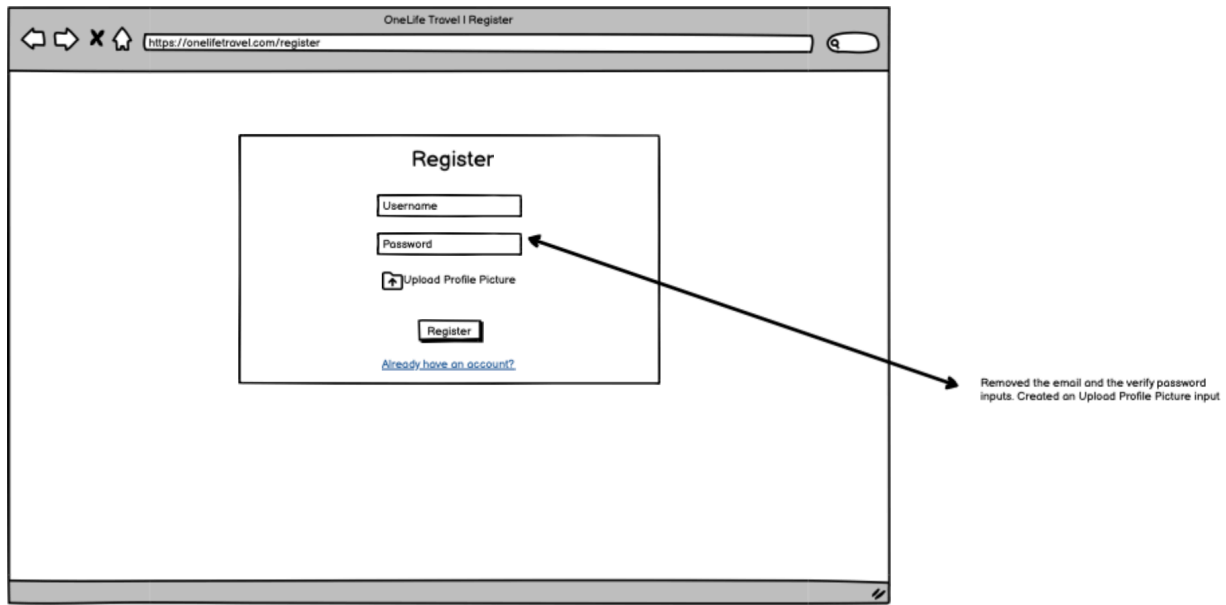 OneLife Travel | Register
https://onelifetravel.com/register
Register
Username
Password
Upload Profile Picture
Register
Already have an account?
Removed the email and the verify password
inputs. Created an Upload Profile Picture input